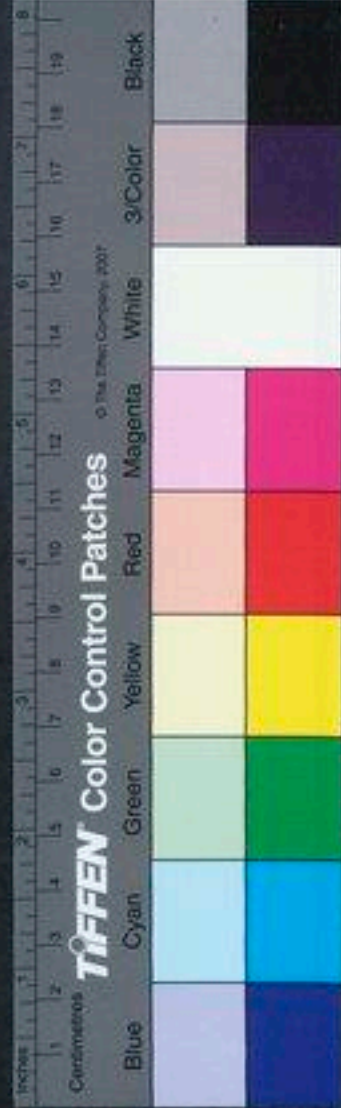 Inches 1 2 3 4 5 6 7 8
Centimetres 1 2 3 4 5 6 7 8 9 10 11 12 13 14 15 16 17 18 19
TIFFEN Color Control Patches
© The Tiffen Company, 2007
Blue Cyan Green Yellow Red Magenta White 3/Color Black